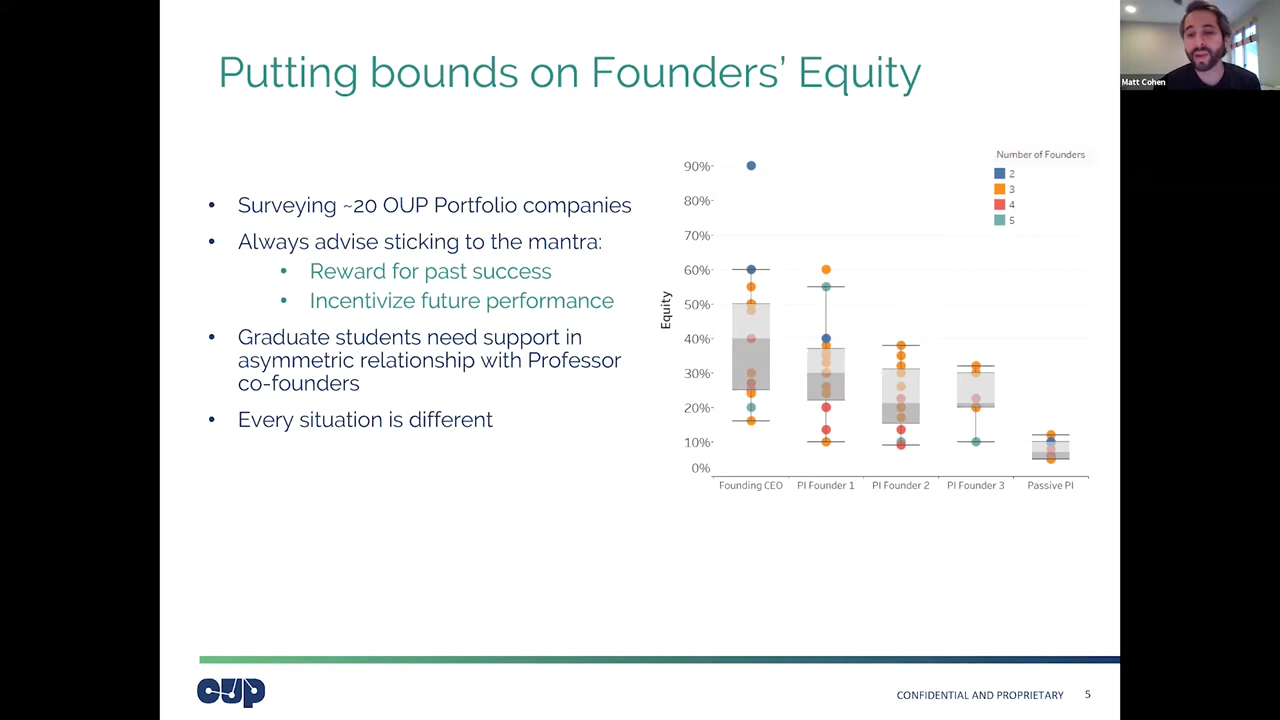 Putting bounds on Founders' Equity
Matt Cohen
• Surveying ~20 OUP Portfolio companies
• Always advise sticking to the mantra:
• Reward for past success
• Incentivize future performance
• Graduate students need support in
asymmetric relationship with Professor
co-founders
• Every situation is different
Number of Founders
2
3
4
5
Equity
90%
80%
70%
60%
50%
40%
30%
20%
10%
0%
Founding CEO PI Founder 1 PI Founder 2 PI Founder 3 Passive PI
OUP
CONFIDENTIAL AND PROPRIETARY 5